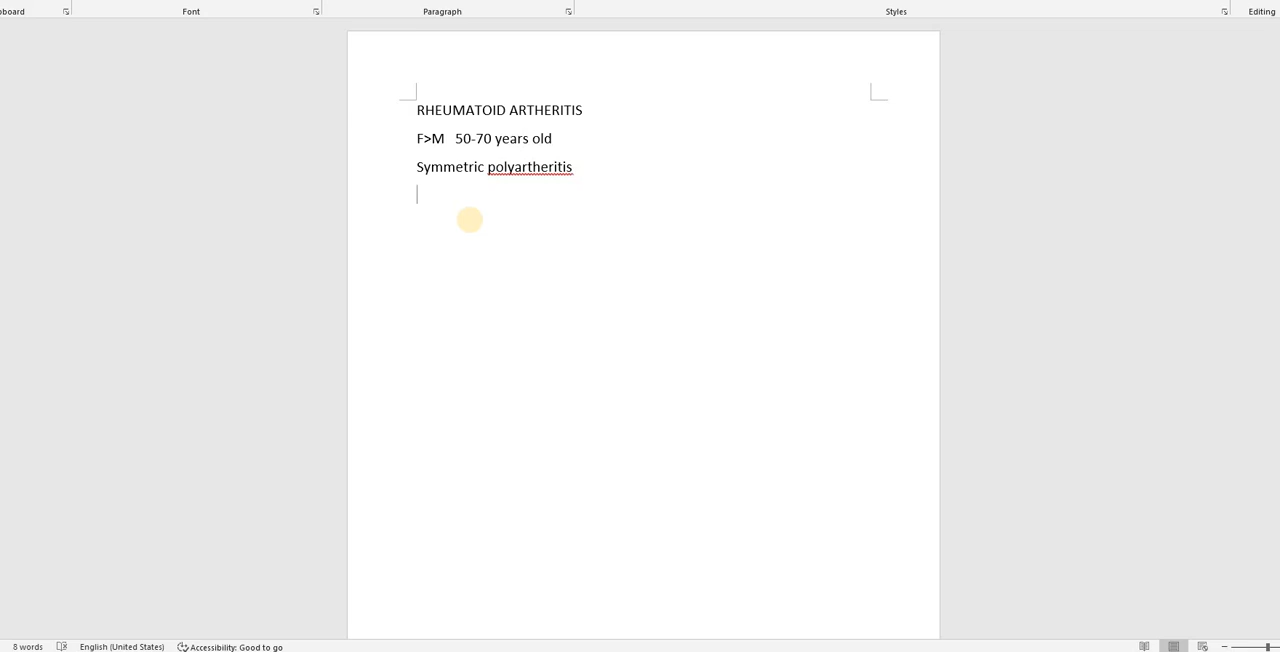 board Font Paragraph Styles Editing
RHEUMATOID ARTHERITIS
F>M 50-70 years old
Symmetric polyartheritis
8 words English (United States) Accessibility: Good to go